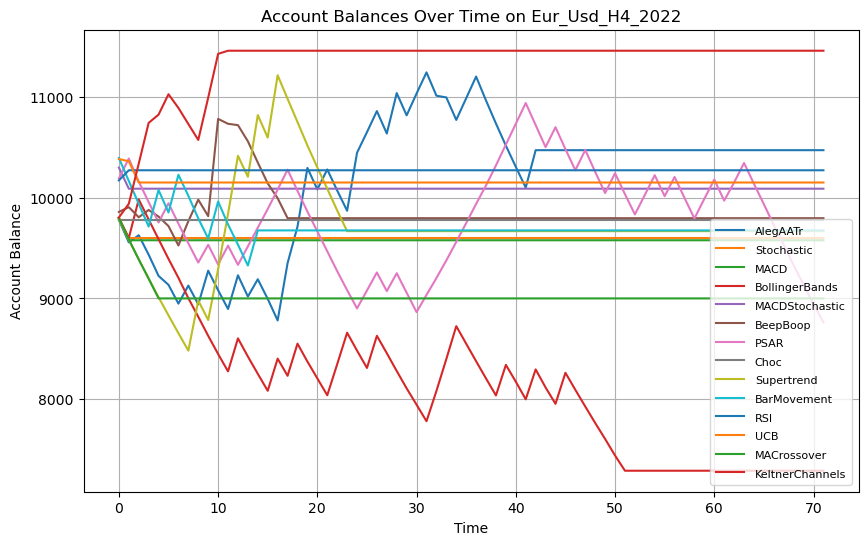 Account Balances Over Time on Eur_Usd_H4_2022
Account Balance
11000
10000
9000
8000
0
10
20
30
40
50
60
70
Time
AlegAATr
Stochastic
MACD
BollingerBands
MACDStochastic
BeepBoop
PSAR
Choc
Supertrend
BarMovement
RSI
UCB
MACrossover
KeltnerChannels